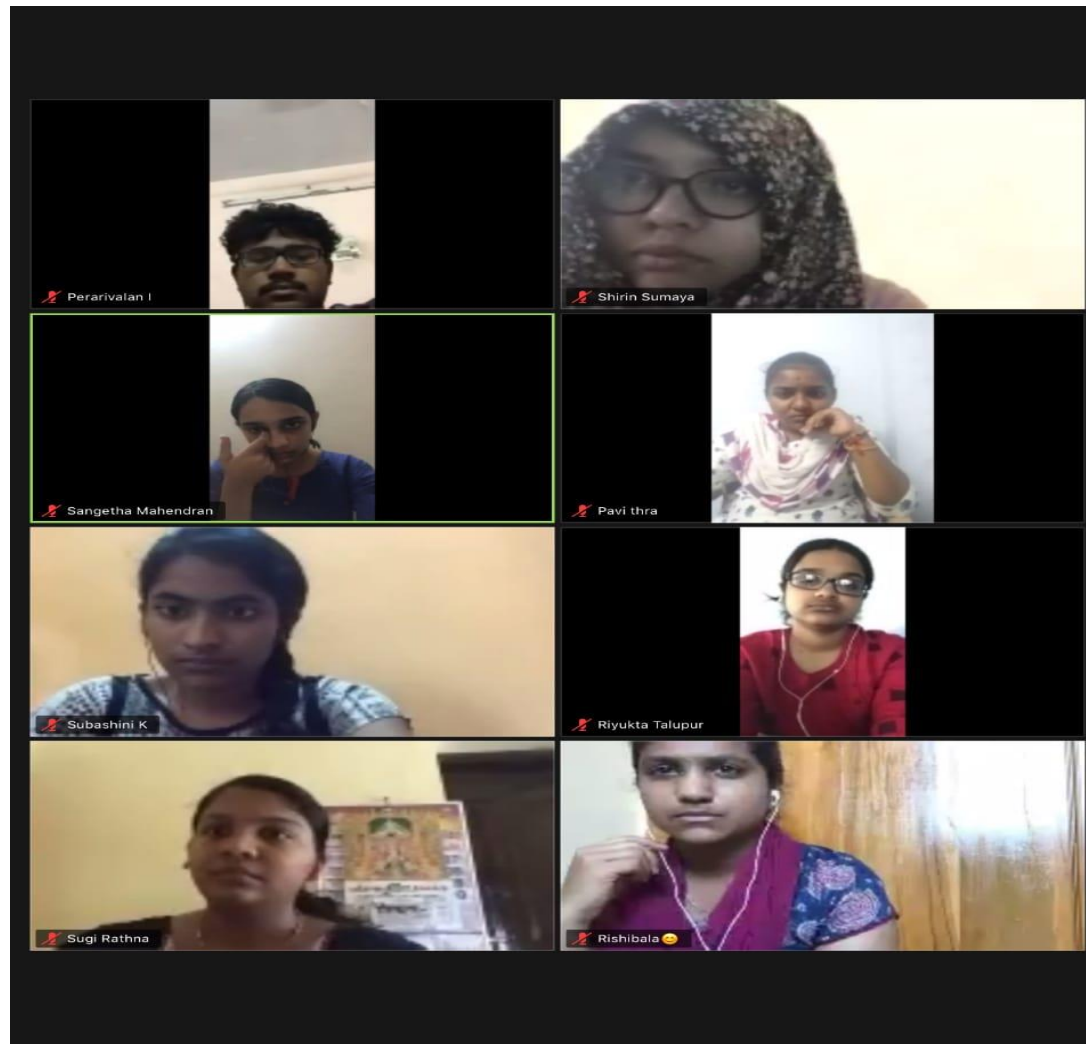 Perarivalan I
Shirin Sumaya
Sangetha Mahendran
Pavi thra
Subashini K
Riyukta Talupur
Sugi Rathna
Rishibala😊